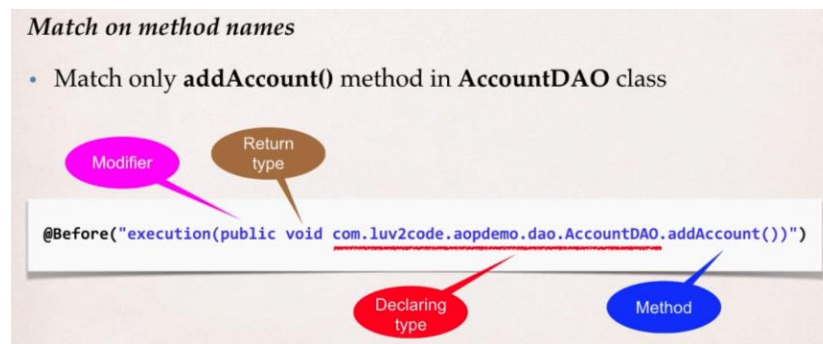 Match on method names
• Match only addAccount() method in AccountDAO class
Modifier
Return
type
@Before("execution(public void com.luv2code.aopdemo.dao.AccountDAO.addAccount())")
Declaring
type
Method